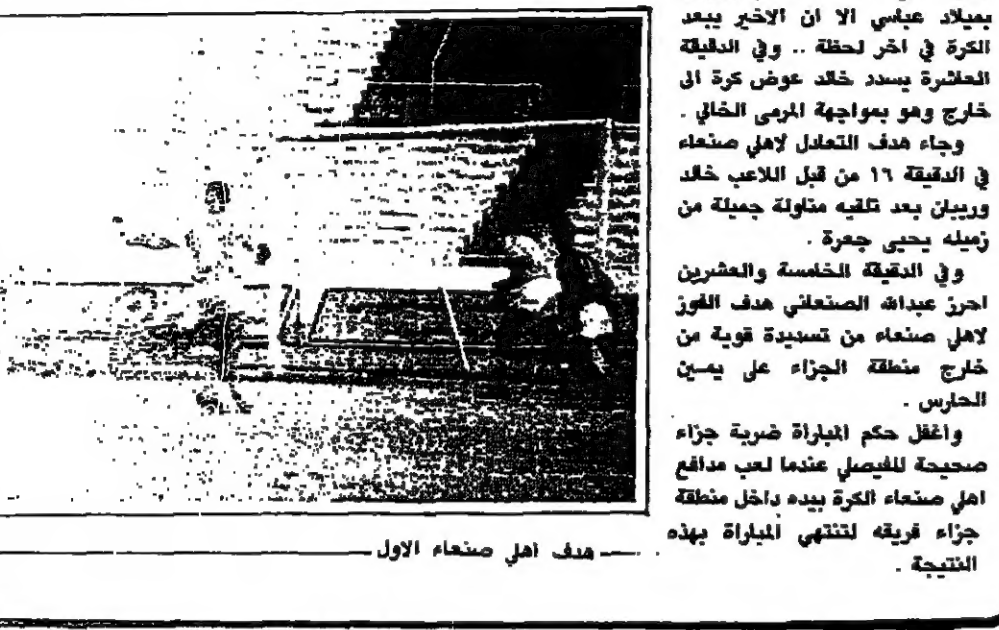 بميلاد عباسي الا ان الاخير يبعد
الكرة في اخر لحظة .. وفي الدقيقة
العاشرة يسدد خالد عوض كرة الى
خارج وهو بمواجهة المرمى الخالي .
وجاء هدف التعادل لاهلي صنعاء
في الدقيقة ١٦ من قبل اللاعب خالد
وريبان بعد تلقيه مناولة جميلة من
زميله يحيى جعرة .
وفي الدقيقة الخامسة والعشرين
احرز عبدالله الصنعاني هدف الفوز
لاهلي صنعاء من تسديدة قوية من
خارج منطقة الجزاء على يمين
الحارس .
واغفل حكم المباراة ضربة جزاء
صحيحة للفيصلي عندما لعب مدافع
اهلي صنعاء الكرة بيده داخل منطقة
جزاء فريقه لتنتهي المباراة بهذه
النتيجة .
هدف اهلي صنعاء الاول